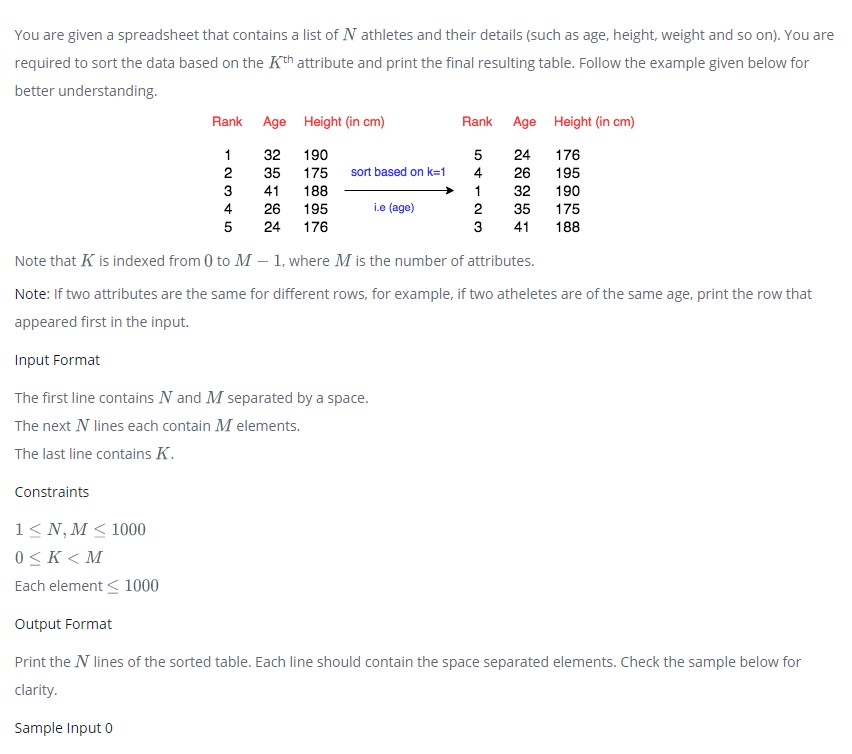 You are given a spreadsheet that contains a list of N athletes and their details (such as age, height, weight and so on). You are
required to sort the data based on the Kth attribute and print the final resulting table. Follow the example given below for
better understanding.
Rank Age Height (in cm) Rank Age Height (in cm)
1 32 190 5 24 176
2 35 175 sort based on k=1 4 26 195
3 41 188 1 32 190
4 26 195 i.e (age) 2 35 175
5 24 176 3 41 188
Note that K is indexed from 0 to M − 1, where M is the number of attributes.
Note: If two attributes are the same for different rows, for example, if two atheletes are of the same age, print the row that
appeared first in the input.
Input Format
The first line contains N and M separated by a space.
The next N lines each contain M elements.
The last line contains K.
Constraints
1 ≤ N, M ≤ 1000
0 ≤ K < M
Each element ≤ 1000
Output Format
Print the N lines of the sorted table. Each line should contain the space separated elements. Check the sample below for
clarity.
Sample Input 0